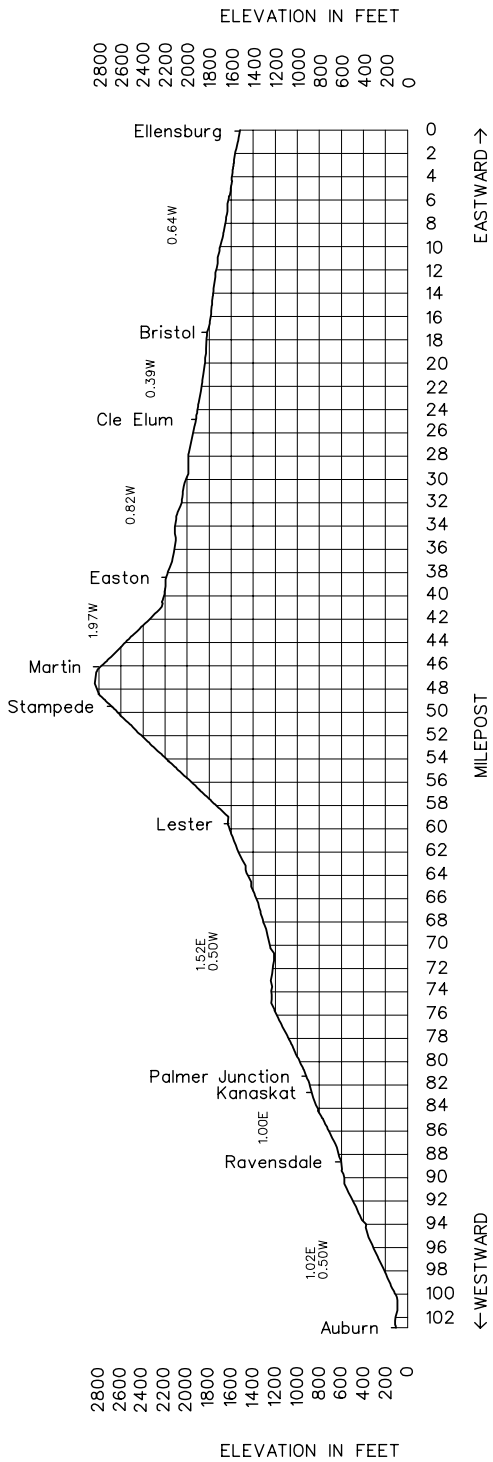 ELEVATION IN FEET
2800 2600 2400 2200 2000 1800 1600 1400 1200 1000 800 600 400 200 0
Ellensburg
0.64W
Bristol
0.39W
Cle Elum
0.82W
Easton
1.97W
Martin
Stampede
Lester
1.52E
0.50W
Palmer Junction
Kanaskat
1.00E
Ravensdale
1.02E
0.50W
Auburn
0
2
4
6
8
10
12
14
16
18
20
22
24
26
28
30
32
34
36
38
40
42
44
46
48
50
52
54
56
58
60
62
64
66
68
70
72
74
76
78
80
82
84
86
88
90
92
94
96
98
100
102
EASTWARD →
MILEPOST
← WESTWARD
2800 2600 2400 2200 2000 1800 1600 1400 1200 1000 800 600 400 200 0
ELEVATION IN FEET